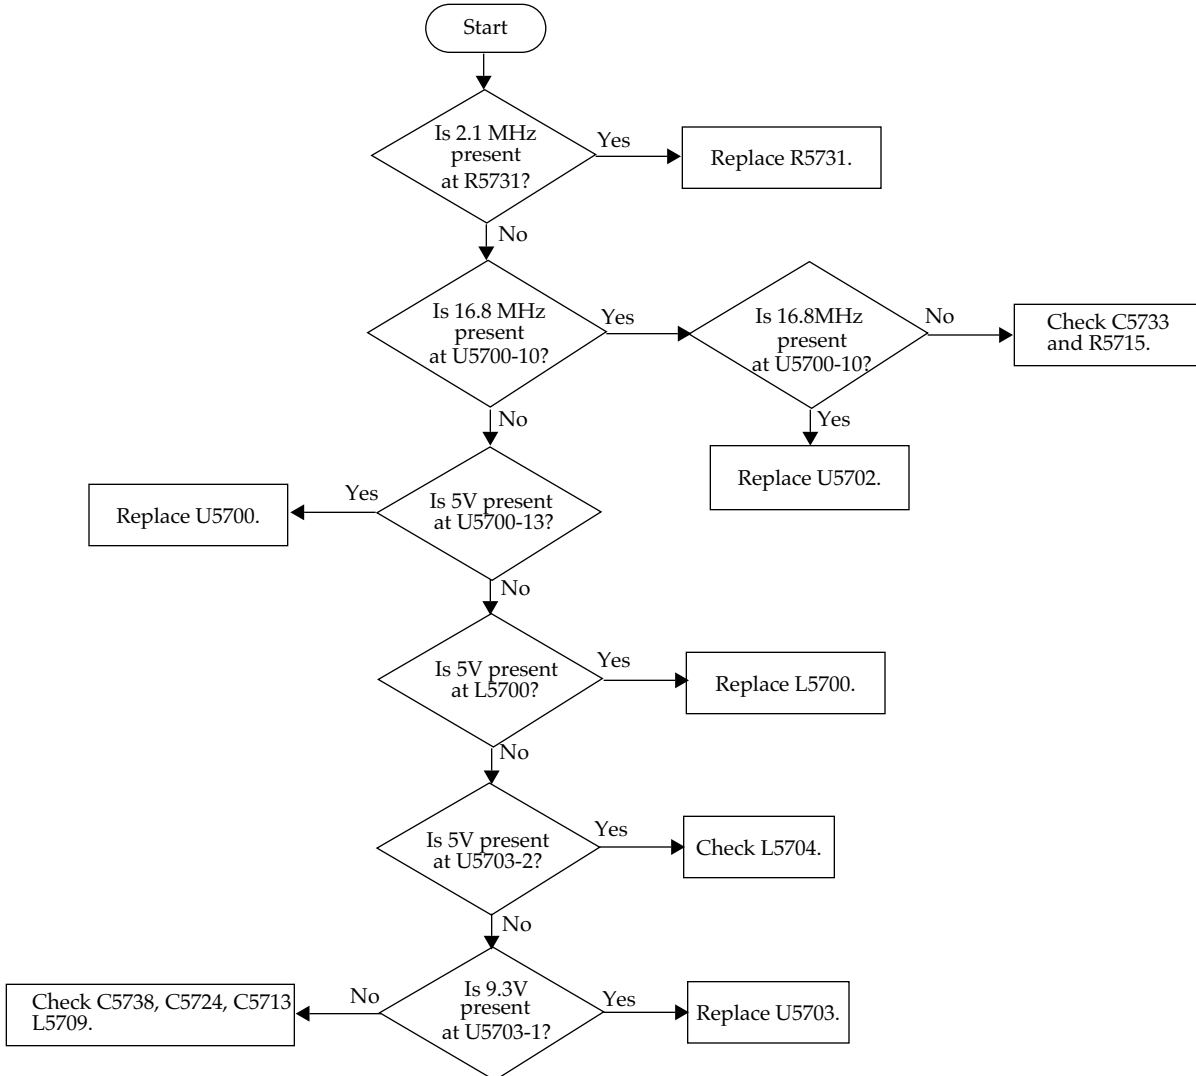 Start
Is 2.1 MHz
present
at R5731?
Yes
Replace R5731.
No
Is 16.8 MHz
present
at U5700-10?
Yes
Is 16.8MHz
present
at U5700-10?
No
Check C5733
and R5715.
No
Yes
Replace U5702.
Replace U5700.
Yes
Is 5V present
at U5700-13?
No
Is 5V present
at L5700?
Yes
Replace L5700.
No
Is 5V present
at U5703-2?
Yes
Check L5704.
No
Check C5738, C5724, C5713
L5709.
No
Is 9.3V
present
at U5703-1?
Yes
Replace U5703.